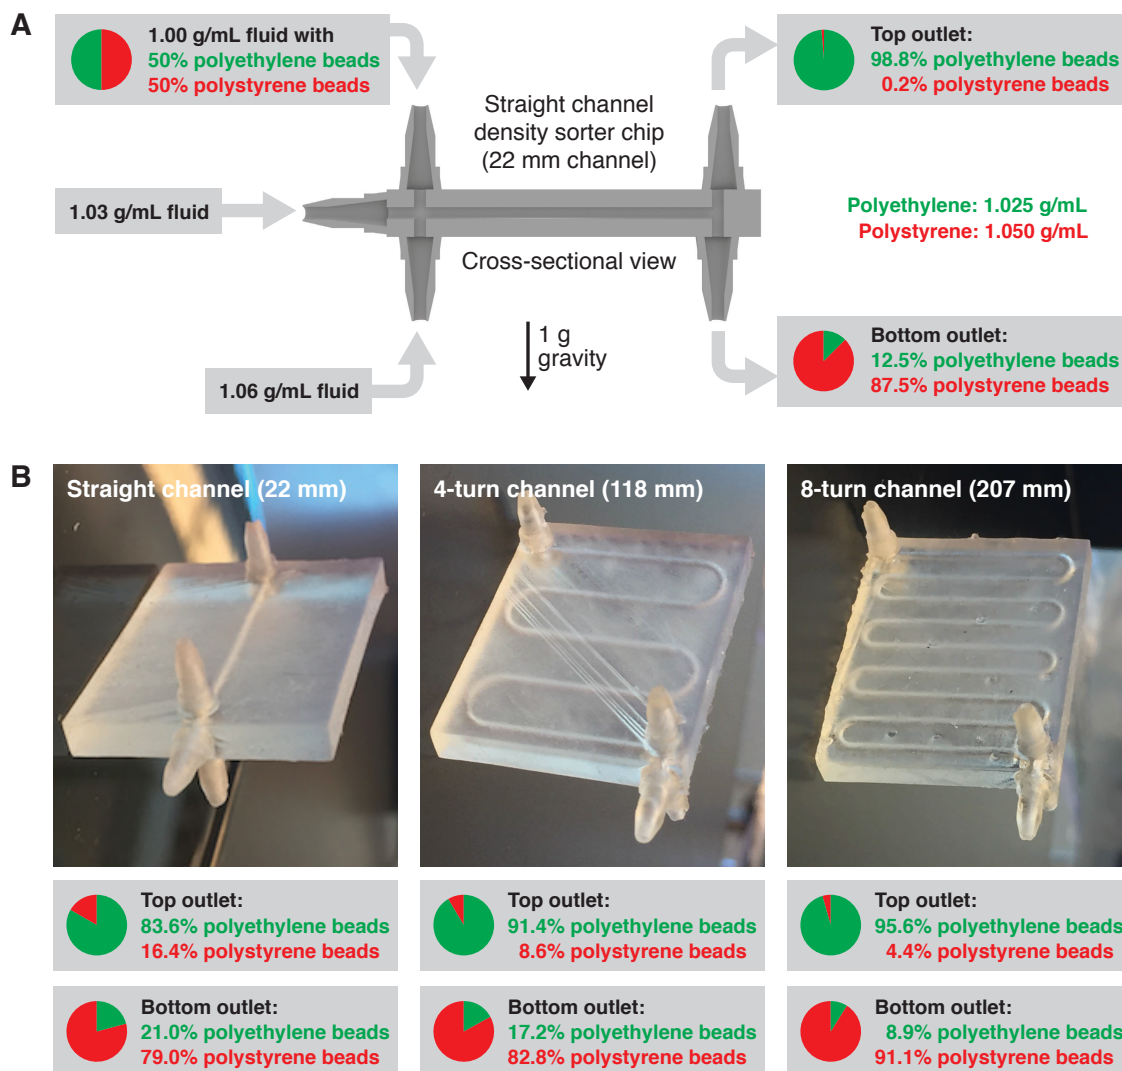 A
1.00 g/mL fluid with
50% polyethylene beads
50% polystyrene beads
Top outlet:
98.8% polyethylene beads
0.2% polystyrene beads
Straight channel
density sorter chip
(22 mm channel)
1.03 g/mL fluid
Polyethylene: 1.025 g/mL
Polystyrene: 1.050 g/mL
Cross-sectional view
1 g
gravity
1.06 g/mL fluid
Bottom outlet:
12.5% polyethylene beads
87.5% polystyrene beads
B
Straight channel (22 mm)
4-turn channel (118 mm)
8-turn channel (207 mm)
Top outlet:
83.6% polyethylene beads
16.4% polystyrene beads
Top outlet:
91.4% polyethylene beads
8.6% polystyrene beads
Top outlet:
95.6% polyethylene beads
4.4% polystyrene beads
Bottom outlet:
21.0% polyethylene beads
79.0% polystyrene beads
Bottom outlet:
17.2% polyethylene beads
82.8% polystyrene beads
Bottom outlet:
8.9% polyethylene beads
91.1% polystyrene beads